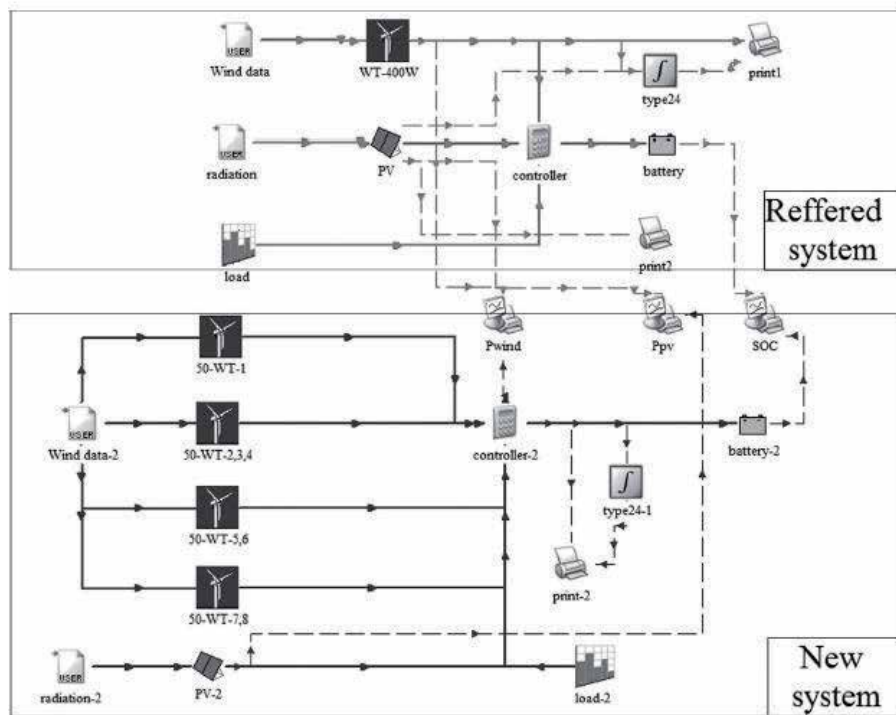 USER
Wind data
WT-400W
print1
type24
USER
radiation
PV
controller
battery
Reffered
system
load
print2
Pwind
Ppv
SOC
50-WT-1
USER
Wind data-2
50-WT-2,3,4
controller-2
battery-2
type24-1
50-WT-5,6
print-2
50-WT-7,8
USER
radiation-2
PV-2
load-2
New
system